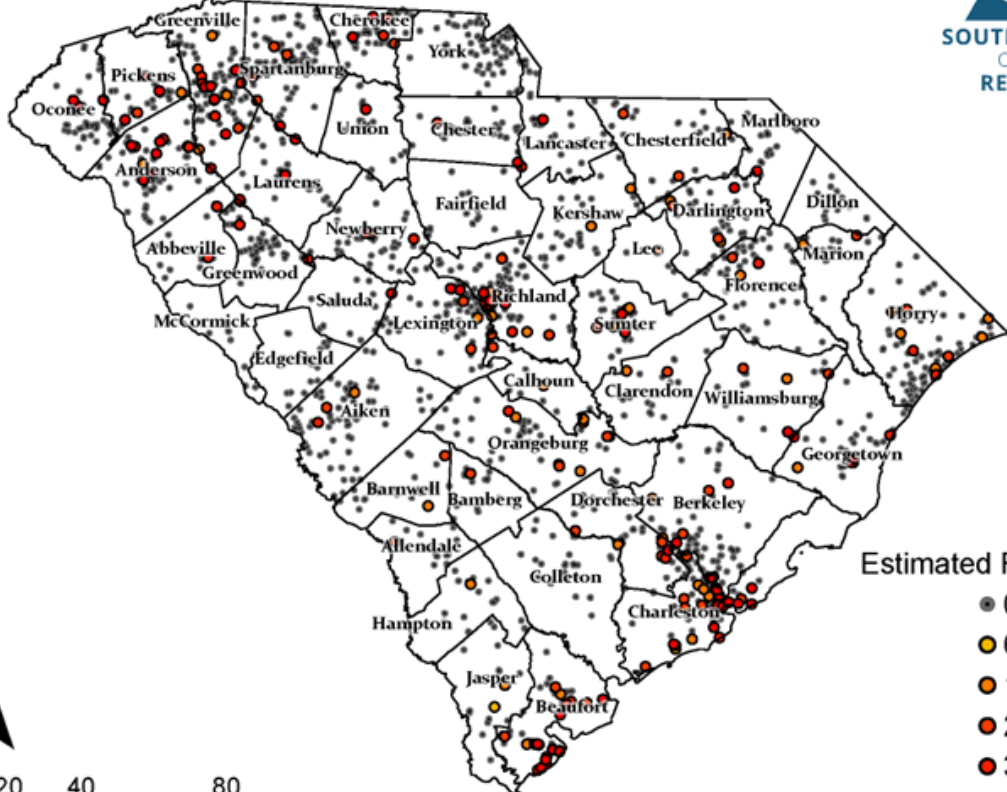 SOUT
RE
Greenville
Cherokee
York
Pickens
Spartanburg
Oconee
Union
Chester
Lancaster
Chesterfield
Marlboro
Anderson
Laurens
Fairfield
Kershaw
Darlington
Dillon
Newberry
Lee
Marion
Abbeville
Greenwood
Florence
Saluda
Richland
McCormick
Lexington
Sumter
Horry
Edgefield
Calhoun
Clarendon
Williamsburg
Aiken
Orangeburg
Georgetown
Barnwell
Bamberg
Dorchester
Berkeley
Allendale
Colleton
Charleston
Hampton
Jasper
Beaufort
Estimated
20 40 80